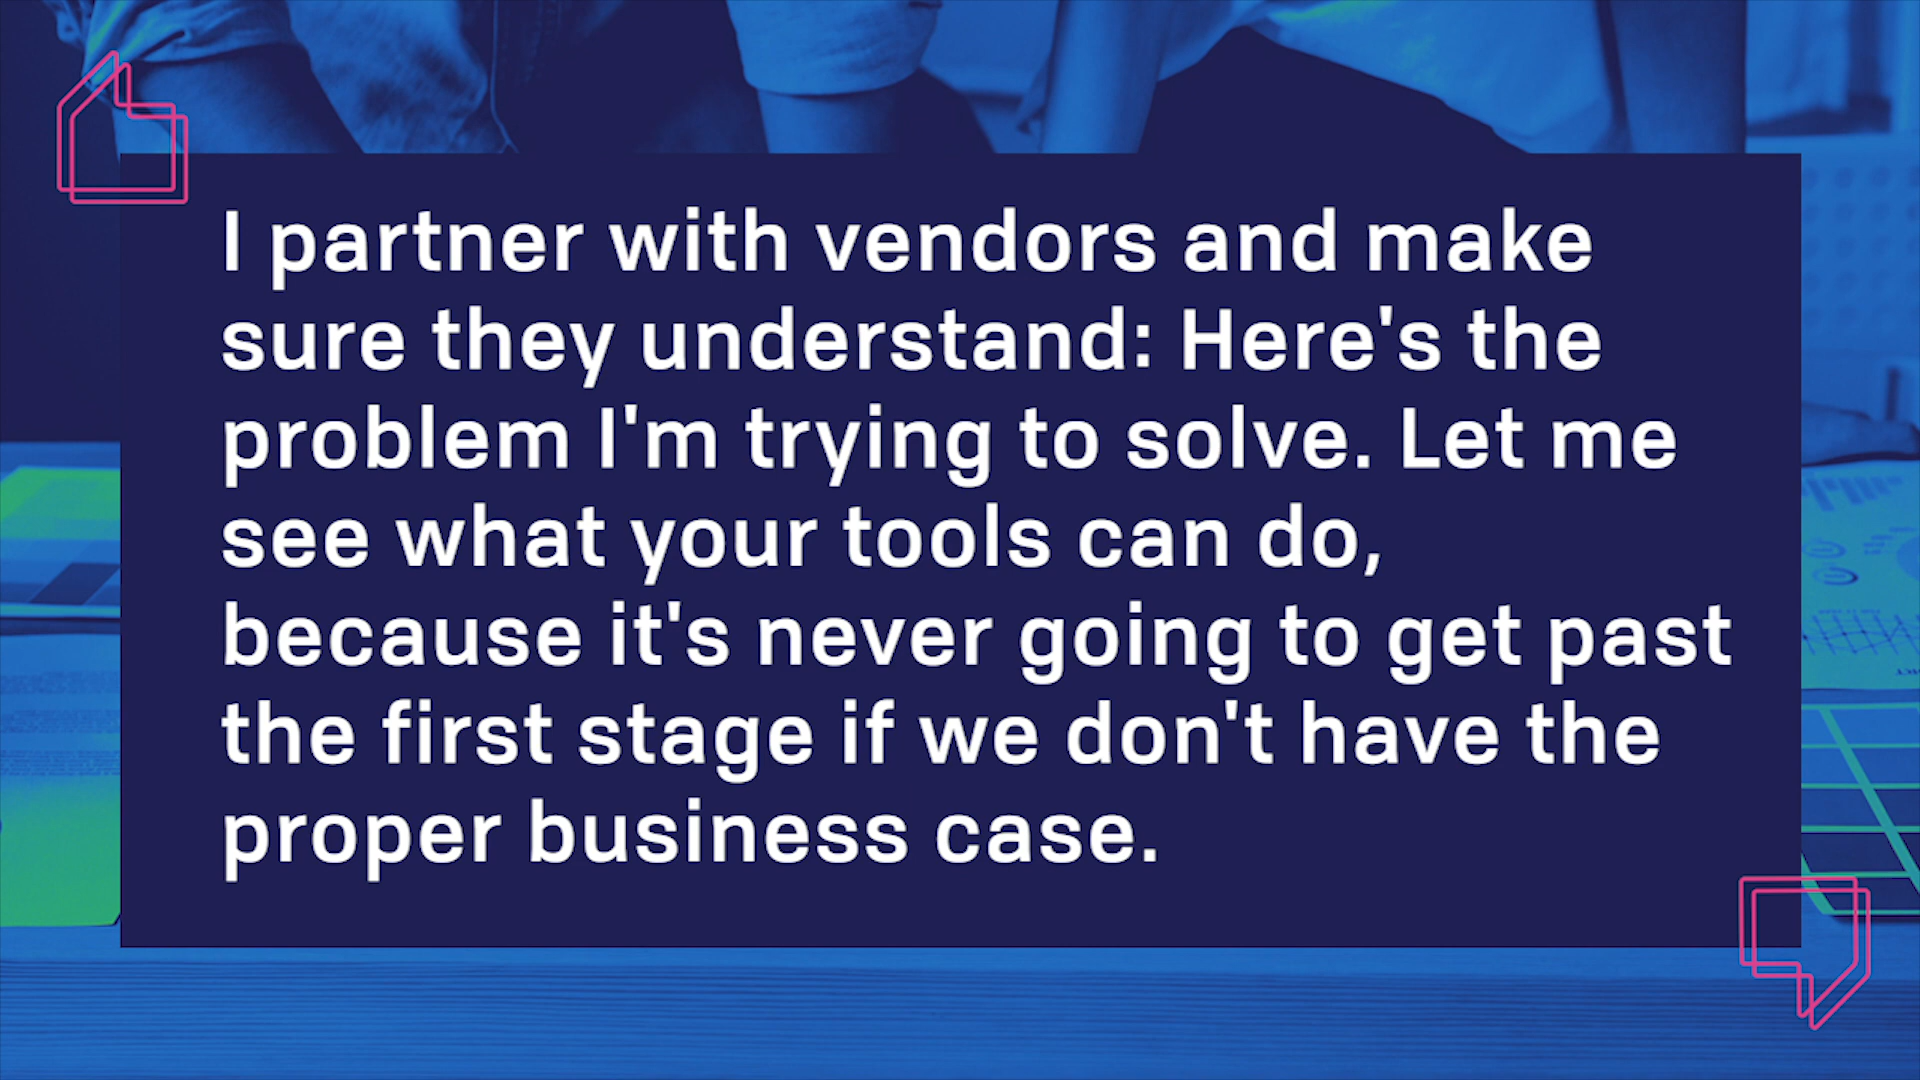 I partner with vendors and make
sure they understand: Here's the
problem I'm trying to solve. Let me
see what your tools can do,
because it's never going to get past
the first stage if we don't have the
proper business case.